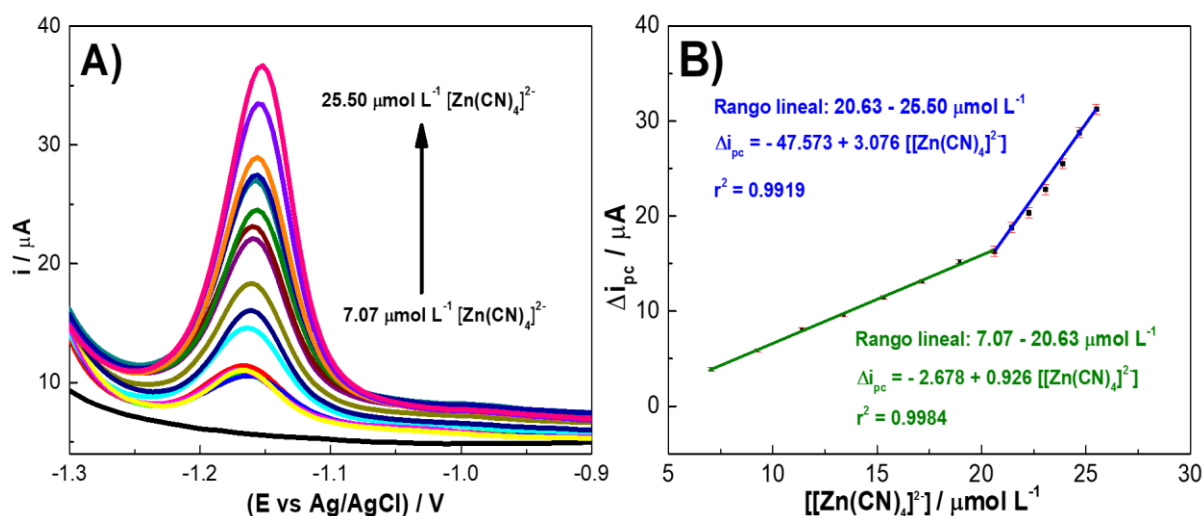 A)
25.50 μmol L⁻¹ [Zn(CN)₄]²⁻
7.07 μmol L⁻¹ [Zn(CN)₄]²⁻
i / μA
40
30
20
10
-1.3
-1.2
-1.1
-1.0
-0.9
(E vs Ag/AgCl) / V
B)
Rango lineal: 20.63 - 25.50 μmol L⁻¹
Δi_pc = - 47.573 + 3.076 [[Zn(CN)₄]²⁻]
r² = 0.9919
Rango lineal: 7.07 - 20.63 μmol L⁻¹
Δi_pc = - 2.678 + 0.926 [[Zn(CN)₄]²⁻]
r² = 0.9984
Δi_pc / μA
40
30
20
10
0
5
10
15
20
25
30
[[Zn(CN)₄]²⁻] / μmol L⁻¹